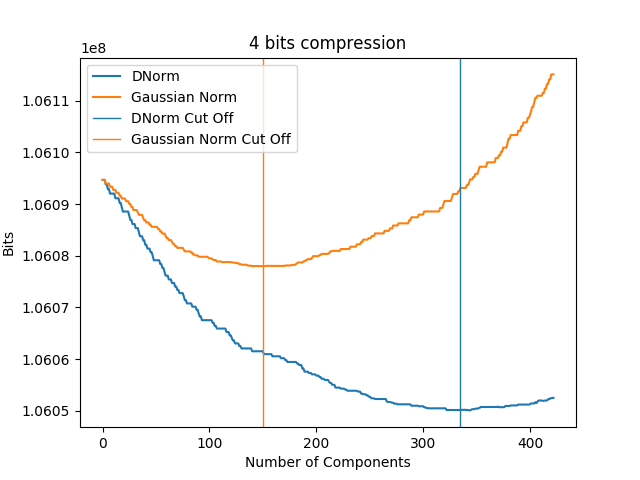 4 bits compression
1e8
DNorm
Gaussian Norm
DNorm Cut Off
Gaussian Norm Cut Off
1.0611
1.0610
1.0609
1.0608
1.0607
1.0606
1.0605
Bits
0 100 200 300 400
Number of Components